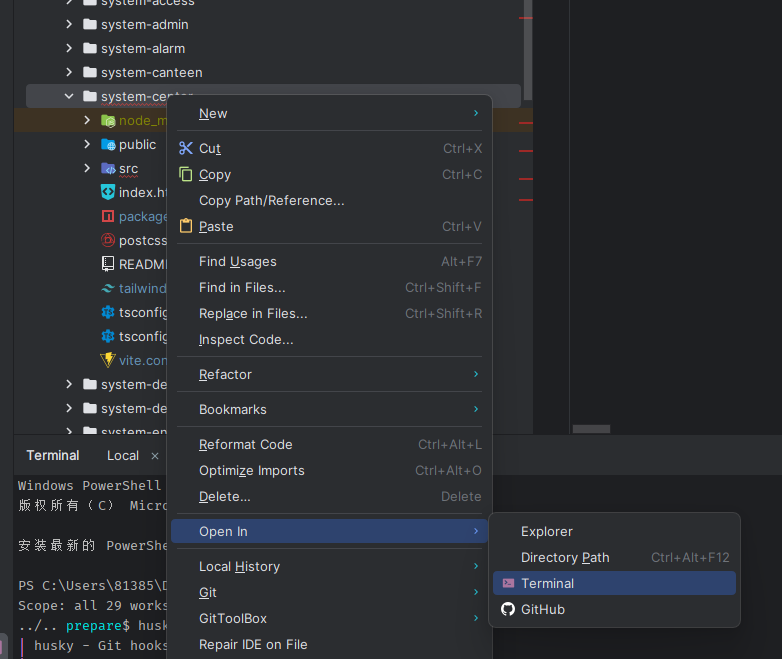 system-access
system-admin
system-alarm
system-canteen
system-center
node_m
public
src
index.ht
package
postcss
README
tailwind
tsconfig
tsconfig
vite.con
system-de
system-de
system-en
New
Cut Ctrl+X
Copy Ctrl+C
Copy Path/Reference...
Paste Ctrl+V
Find Usages Alt+F7
Find in Files... Ctrl+Shift+F
Replace in Files... Ctrl+Shift+R
Inspect Code...
Refactor
Bookmarks
Reformat Code Ctrl+Alt+L
Optimize Imports Ctrl+Alt+O
Delete... Delete
Open In
Local History
Git
GitToolBox
Repair IDE on File
Explorer
Directory Path Ctrl+Alt+F12
Terminal
GitHub
Terminal Local ×
Windows PowerShell
版权所有 (C) Micro
安装最新的 PowerShe
PS C:\Users\81385\D
Scope: all 29 works
../.. prepare$ husk
husky - Git hooks